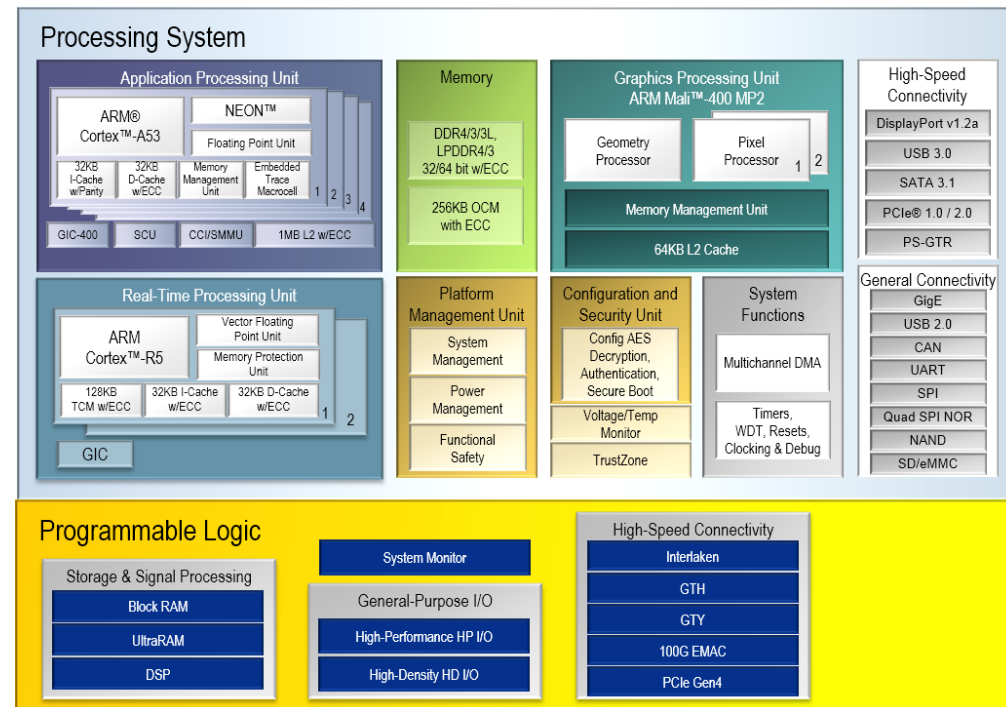 Processing System
Application Processing Unit
ARM®
Cortex™-A53
NEON™
Floating Point Unit
32KB
I-Cache
w/Parity
32KB
D-Cache
w/ECC
Memory
Management
Unit
Embedded
Trace
Macrocell
1
2
3
4
GIC-400
SCU
CCI/SMMU
1MB L2 w/ECC
Memory
DDR4/3/3L,
LPDDR4/3
32/64 bit w/ECC
256KB OCM
with ECC
Graphics Processing Unit
ARM Mali™-400 MP2
Geometry
Processor
Pixel
Processor
1
2
Memory Management Unit
64KB L2 Cache
High-Speed
Connectivity
DisplayPort v1.2a
USB 3.0
SATA 3.1
PCIe® 1.0 / 2.0
PS-GTR
Real-Time Processing Unit
ARM
Cortex™-R5
Vector Floating
Point Unit
Memory Protection
Unit
128KB
TCM w/ECC
32KB I-Cache
w/ECC
32KB D-Cache
w/ECC
1
2
GIC
Platform
Management Unit
System
Management
Power
Management
Functional
Safety
Configuration and
Security Unit
Config AES
Decryption,
Authentication,
Secure Boot
Voltage/Temp
Monitor
TrustZone
System
Functions
Multichannel DMA
Timers,
WDT, Resets,
Clocking & Debug
General Connectivity
GigE
USB 2.0
CAN
UART
SPI
Quad SPI NOR
NAND
SD/eMMC
Programmable Logic
Storage & Signal Processing
Block RAM
UltraRAM
DSP
System Monitor
General-Purpose I/O
High-Performance HP I/O
High-Density HD I/O
High-Speed Connectivity
Interlaken
GTH
GTY
100G EMAC
PCIe Gen4